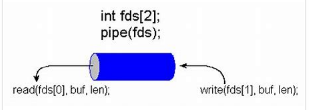 int fds[2];
pipe(fds);
read(fds[0], buf, len);
write(fds[1], buf, len);